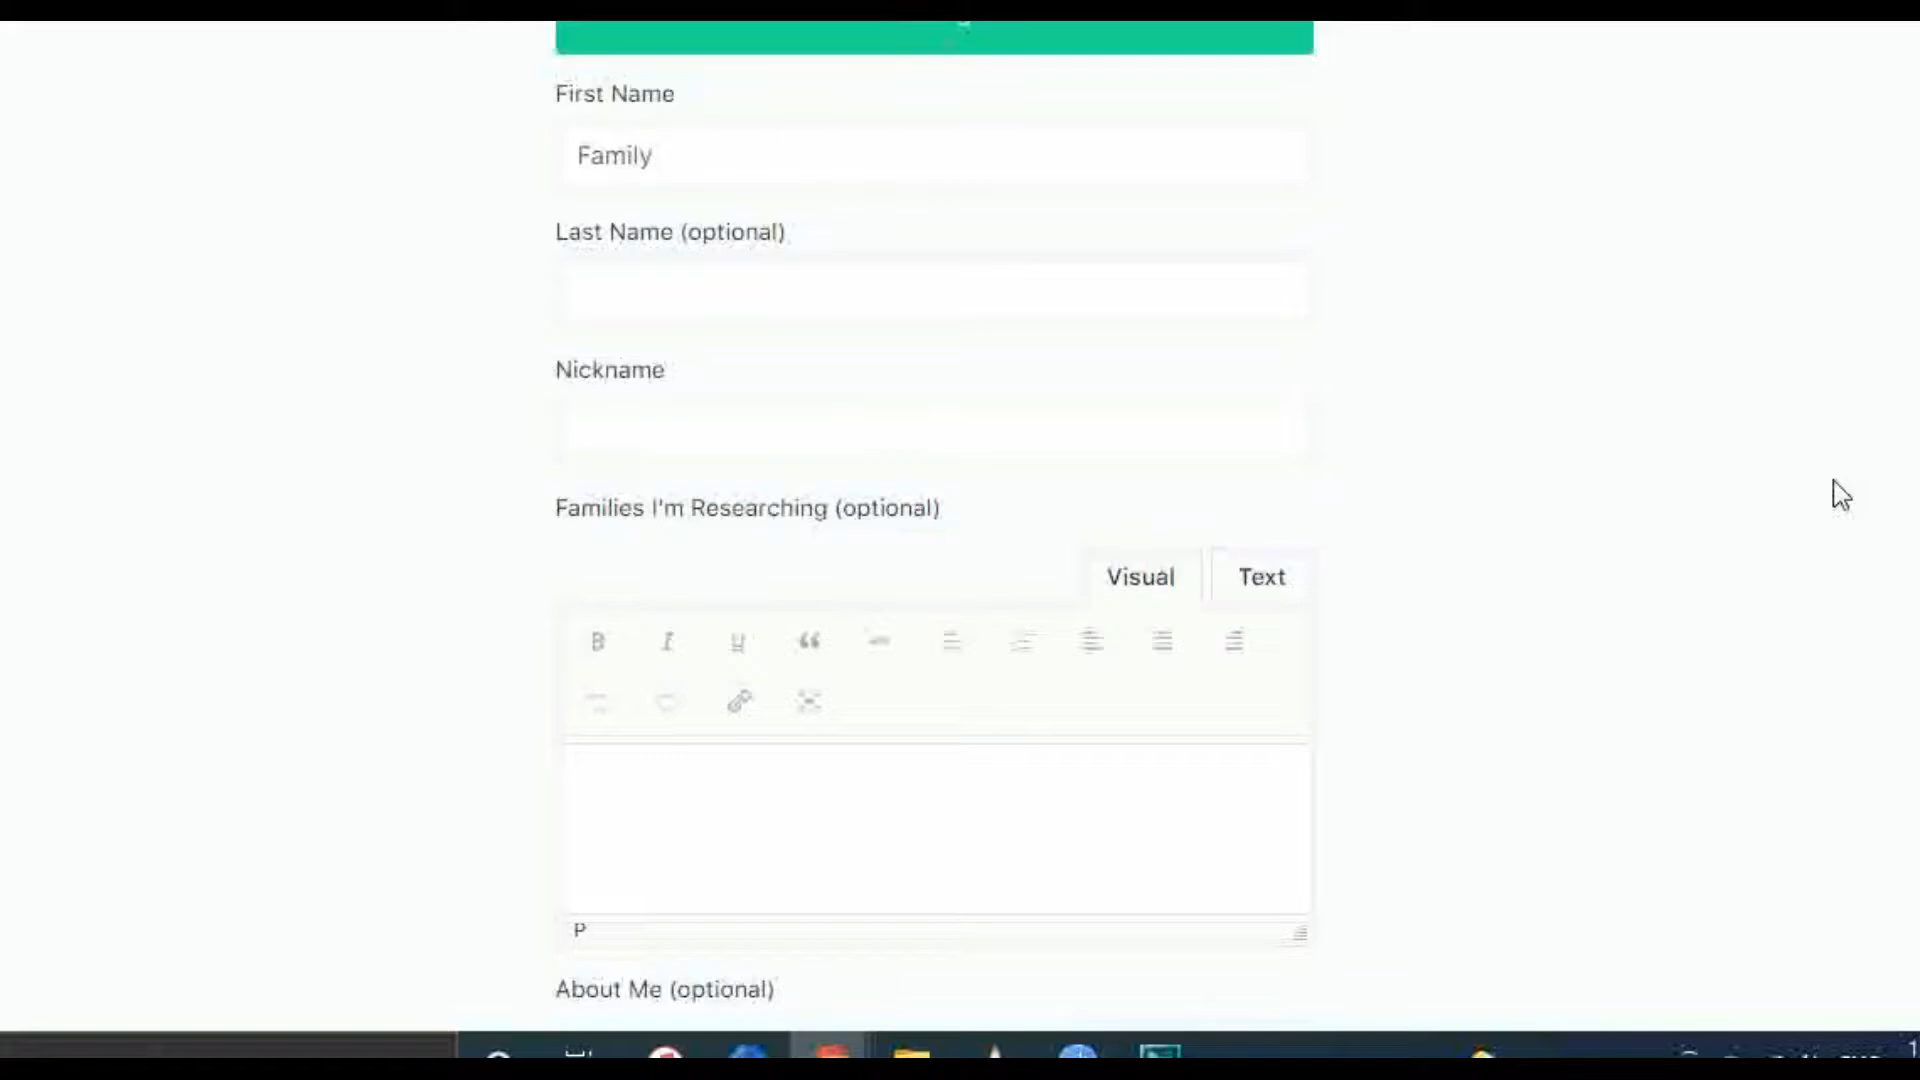 First Name
Family
Last Name (optional)
Nickname
Families I'm Researching (optional)
Visual Text
B I U
P
About Me (optional)